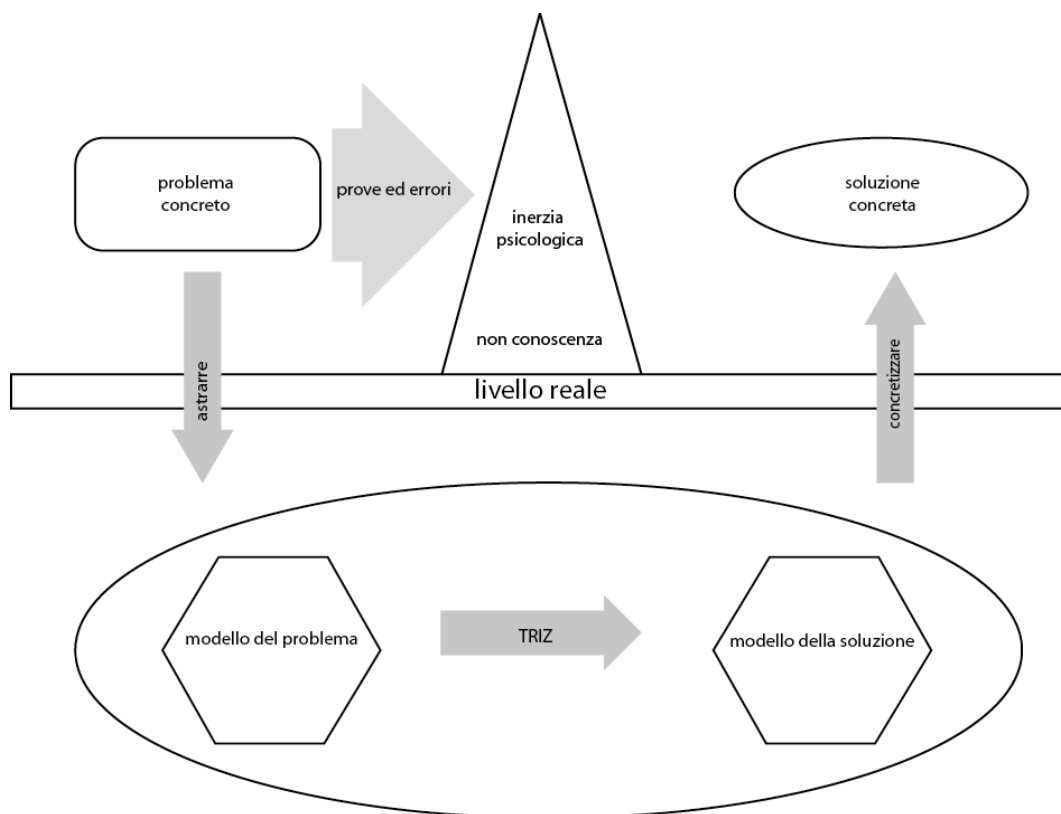 problema
concreto
prove ed errori
inerzia
psicologica
soluzione
concreta
non conoscenza
livello reale
astrarre
concretizzare
modello del problema
TRIZ
modello della soluzione